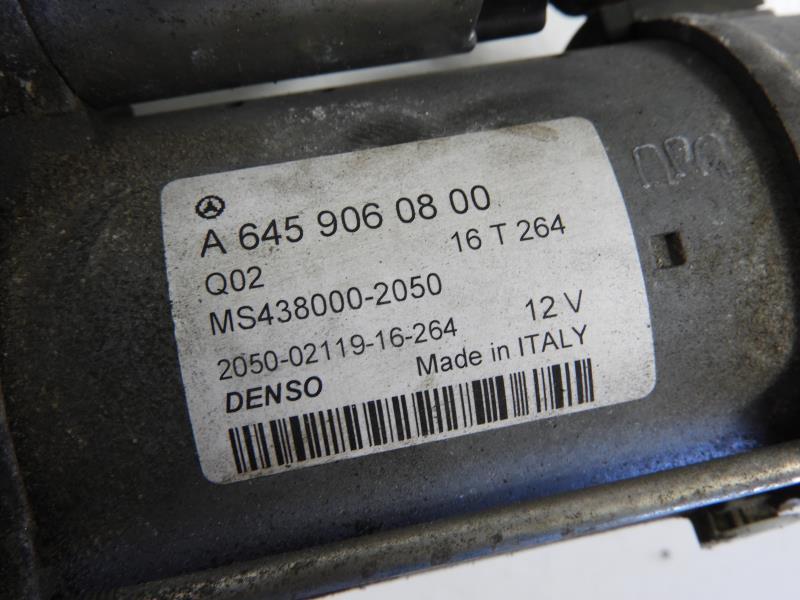 A 645 906 08 00
16 T 264
Q02
MS438000-2050
12 V
2050-02119-16-264
Made in ITALY
DENSO